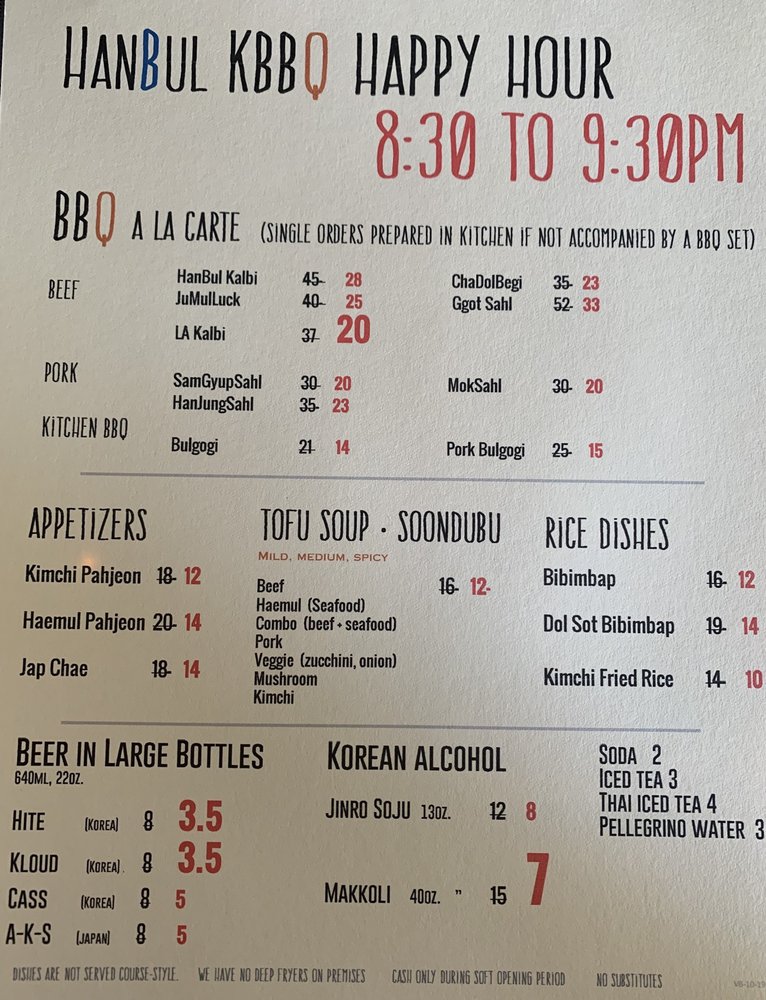 HANBUL KBBQ HAPPY HOUR
8:30 TO 9:30PM
BBQ A LA CARTE (SINGLE ORDERS PREPARED IN KITCHEN IF NOT ACCOMPANIED BY A BBQ SET)
BEEF
HanBul Kalbi 45- 28 ChaDolBegi 35- 23
JuMulLuck 40- 25 Ggot Sahl 52- 33
LA Kalbi 37- 20
PORK
SamGyupSahl 30- 20 MokSahl 30- 20
HanJungSahl 35- 23
KITCHEN BBQ
Bulgogi 21- 14 Pork Bulgogi 25- 15
APPETIZERS
Kimchi Pahjeon 18- 12
Haemul Pahjeon 20- 14
Jap Chae 18- 14
TOFU SOUP · SOONDUBU
MILD, MEDIUM, SPICY
Beef 16- 12-
Haemul (Seafood)
Combo (beef + seafood)
Pork
Veggie (zucchini, onion)
Mushroom
Kimchi
RICE DISHES
Bibimbap 16- 12
Dol Sot Bibimbap 19- 14
Kimchi Fried Rice 14- 10
BEER IN LARGE BOTTLES
640ML, 22OZ.
HITE (KOREA) 8 3.5
KLOUD (KOREA). 8 3.5
CASS (KOREA) 8 5
A-K-S (JAPAN) 8 5
KOREAN ALCOHOL
JINRO SOJU 13OZ. 12 8
MAKKOLI 40OZ. " 15 7
SODA 2
ICED TEA 3
THAI ICED TEA 4
PELLEGRINO WATER 3
DISHES ARE NOT SERVED COURSE-STYLE. WE HAVE NO DEEP FRYERS ON PREMISES CASH ONLY DURING SOFT OPENING PERIOD NO SUBSTITUTES
V8-10-19